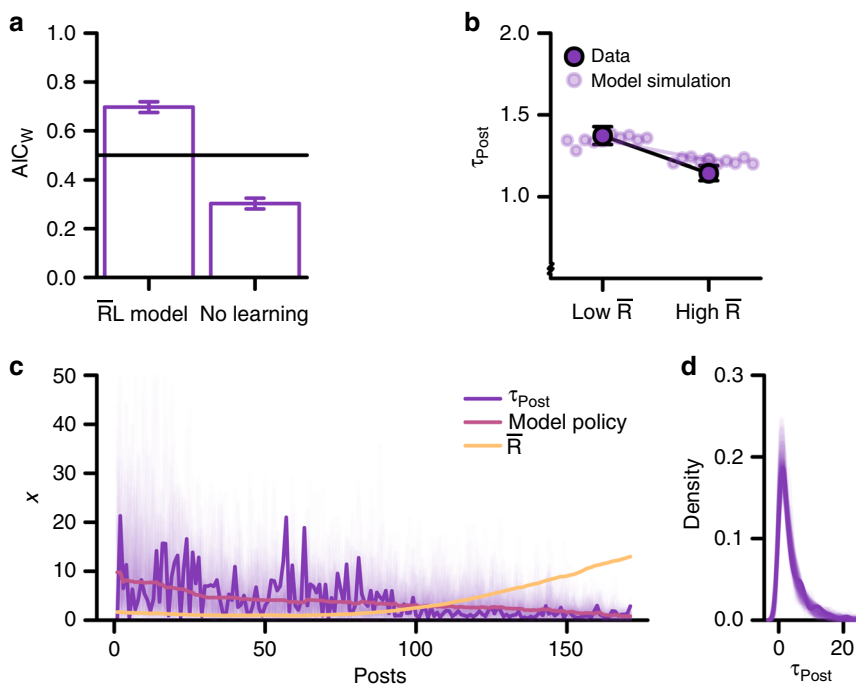 a
1.0
0.8
0.6
0.4
0.2
0.0
AIC_W
R̅L model
No learning
b
2.0
1.5
1.0
τ_Post
Data
Model simulation
Low R̅
High R̅
c
50
40
30
20
10
0
x
τ_Post
Model policy
R̅
0
50
100
150
Posts
d
0.3
0.2
0.1
0.0
Density
0
20
τ_Post